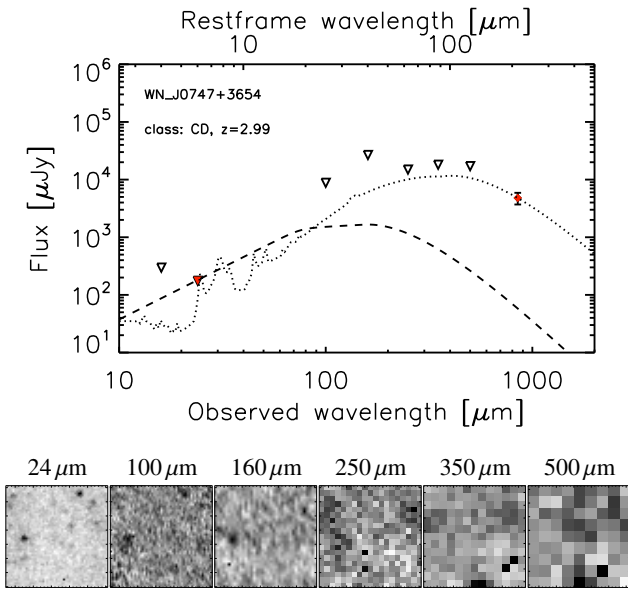 Restframe wavelength [μm]
10 100
10⁶
10⁵
10⁴
10³
10²
10¹
Flux [μJy]
WN_J0747+3654
class: CD, z=2.99
10 100 1000
Observed wavelength [μm]
24 μm 100 μm 160 μm 250 μm 350 μm 500 μm